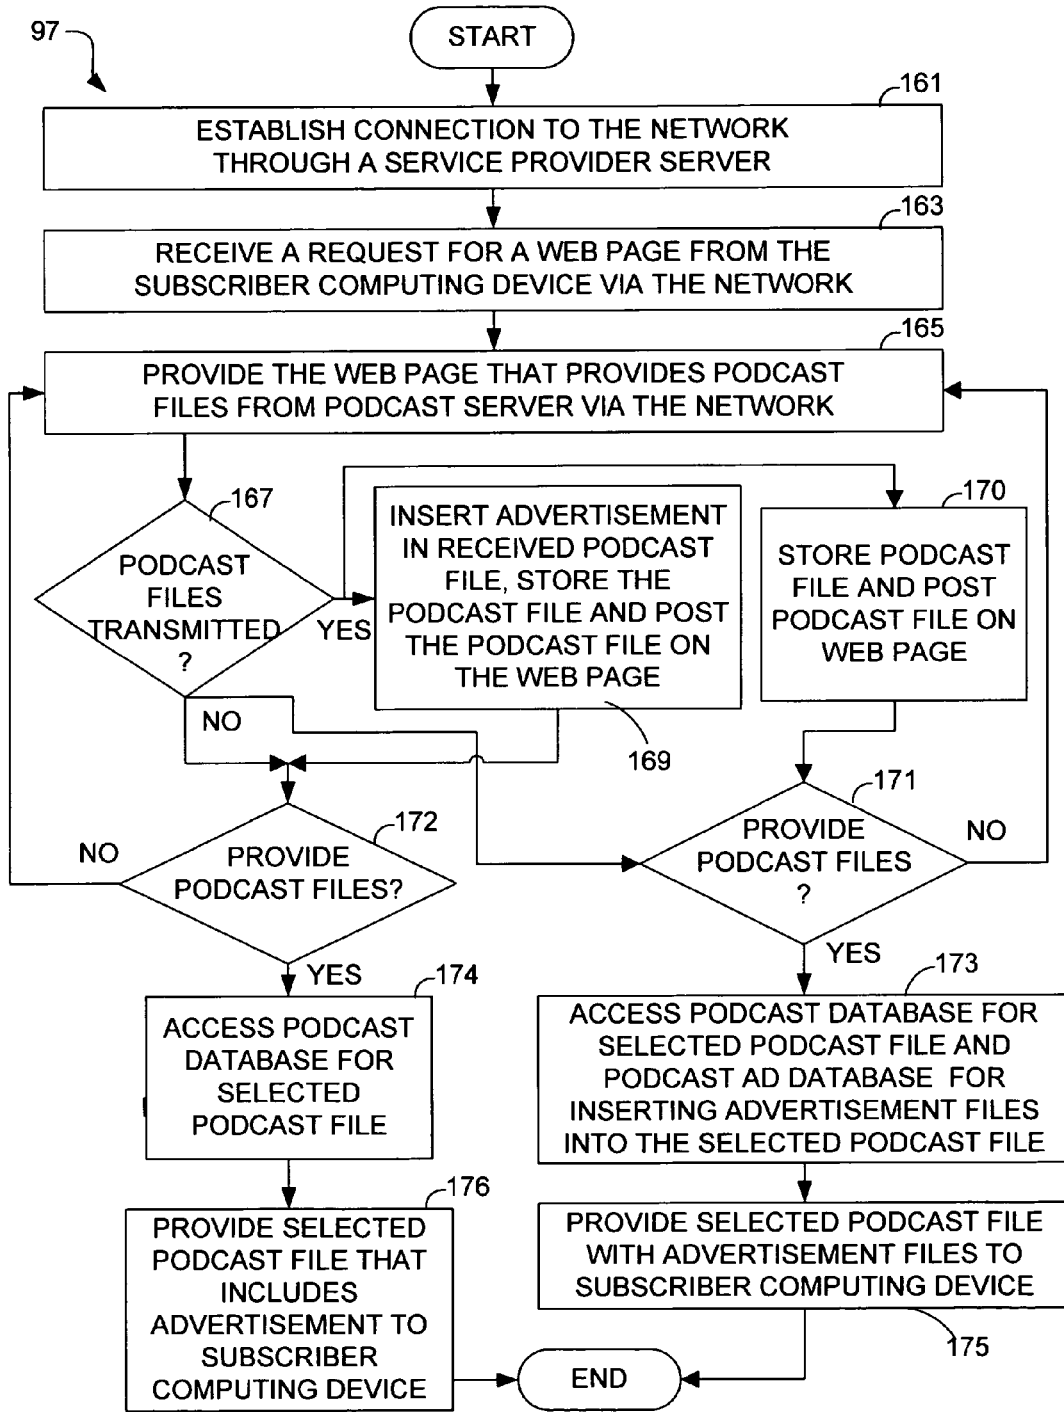 97
START
161
ESTABLISH CONNECTION TO THE NETWORK
THROUGH A SERVICE PROVIDER SERVER
163
RECEIVE A REQUEST FOR A WEB PAGE FROM THE
SUBSCRIBER COMPUTING DEVICE VIA THE NETWORK
165
PROVIDE THE WEB PAGE THAT PROVIDES PODCAST
FILES FROM PODCAST SERVER VIA THE NETWORK
167
PODCAST
FILES
TRANSMITTED
?
YES
NO
INSERT ADVERTISEMENT
IN RECEIVED PODCAST
FILE, STORE THE
PODCAST FILE AND POST
THE PODCAST FILE ON
THE WEB PAGE
169
170
STORE PODCAST
FILE AND POST
PODCAST FILE ON
WEB PAGE
172
NO
PROVIDE
PODCAST FILES?
YES
171
PROVIDE
PODCAST FILES
?
NO
YES
174
ACCESS PODCAST
DATABASE FOR
SELECTED
PODCAST FILE
173
ACCESS PODCAST DATABASE FOR
SELECTED PODCAST FILE AND
PODCAST AD DATABASE FOR
INSERTING ADVERTISEMENT FILES
INTO THE SELECTED PODCAST FILE
176
PROVIDE SELECTED
PODCAST FILE THAT
INCLUDES
ADVERTISEMENT TO
SUBSCRIBER
COMPUTING DEVICE
PROVIDE SELECTED PODCAST FILE
WITH ADVERTISEMENT FILES TO
SUBSCRIBER COMPUTING DEVICE
175
END